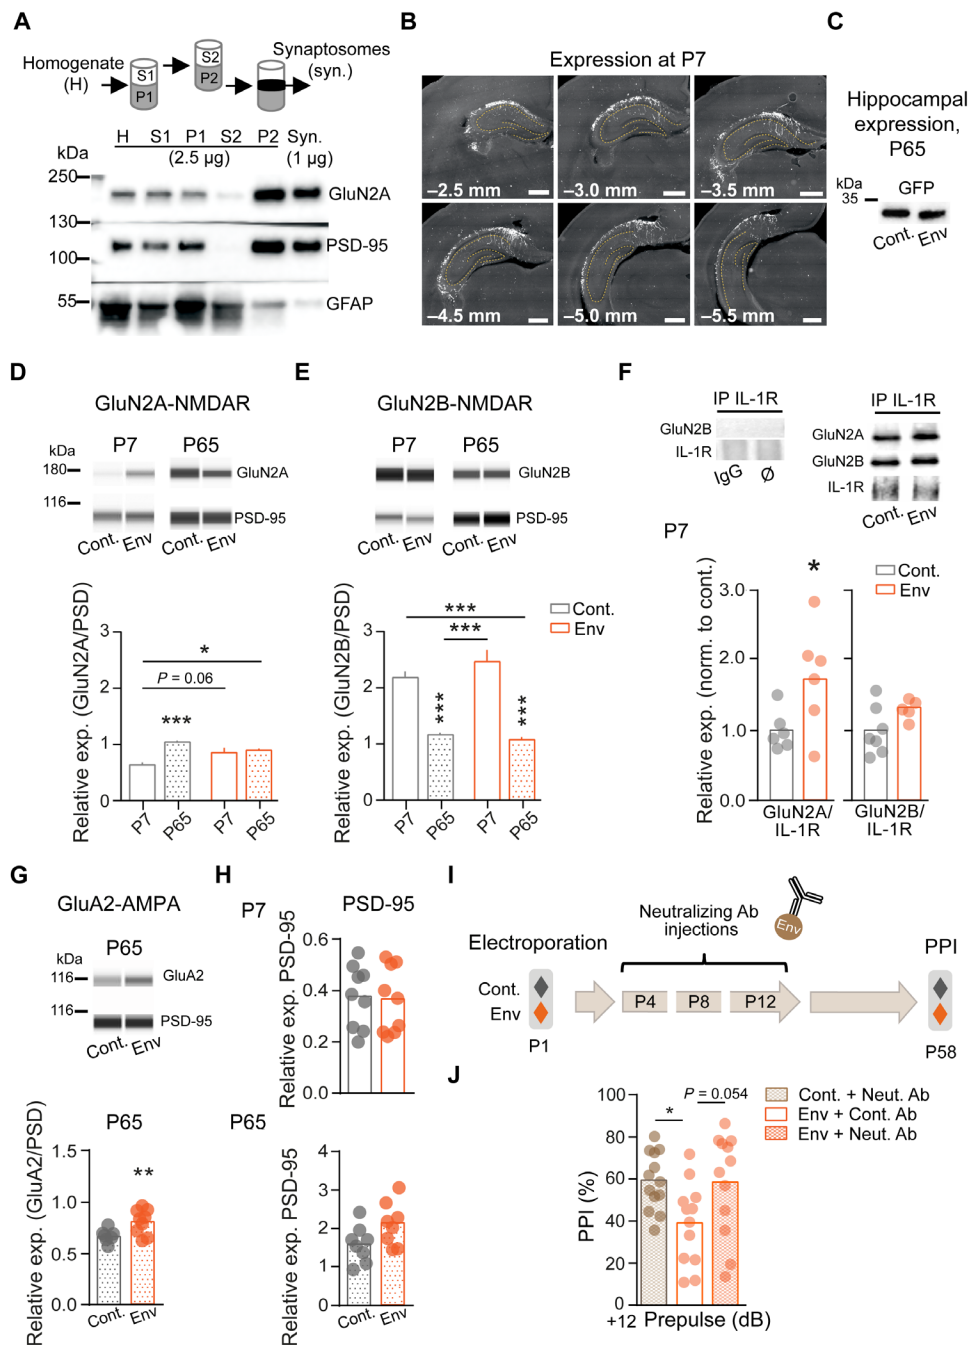 A
Homogenate
(H)
S1
P1
S2
P2
Synaptosomes
(syn.)
H S1 P1 S2 P2 Syn.
(2.5 µg) (1 µg)
kDa
250
130
100
55
GluN2A
PSD-95
GFAP
B
Expression at P7
–2.5 mm
–3.0 mm
–3.5 mm
–4.5 mm
–5.0 mm
–5.5 mm
C
Hippocampal
expression,
P65
kDa
35
GFP
Cont. Env
D
GluN2A-NMDAR
P7 P65
kDa
180
116
GluN2A
PSD-95
Cont. Env Cont. Env
Relative exp. (GluN2A/PSD)
3
2
1
0
*
P = 0.06
***
P7 P65 P7 P65
E
GluN2B-NMDAR
P7 P65
GluN2B
PSD-95
Cont. Env Cont. Env
Relative exp. (GluN2B/PSD)
3
2
1
0
***
***
***
***
Cont.
Env
P7 P65 P7 P65
F
IP IL-1R
GluN2B
IL-1R
IgG Ø
IP IL-1R
GluN2A
GluN2B
IL-1R
Cont. Env
P7
Relative exp. (norm. to cont.)
3.0
2.0
1.0
0.0
*
Cont.
Env
GluN2A/
IL-1R
GluN2B/
IL-1R
G
GluA2-AMPA
P65
kDa
116
116
GluA2
PSD-95
Cont. Env
P65
Relative exp. (GluA2/PSD)
1.5
1.0
0.5
0.0
**
Cont. Env
H
PSD-95
P7
Relative exp. PSD-95
0.6
0.4
0.2
0.0
P65
Relative exp. PSD-95
4
3
2
1
0
Cont. Env
I
Neutralizing Ab
injections
Env
Electroporation
PPI
Cont.
Env
P4 P8 P12
P1
P58
J
PPI (%)
100
80
60
40
20
0
*
P = 0.054
Cont. + Neut. Ab
Env + Cont. Ab
Env + Neut. Ab
+12 Prepulse (dB)